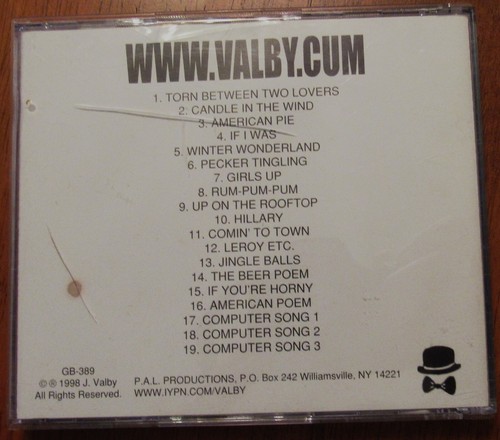 WWW.VALBY.CUM
1. TORN BETWEEN TWO LOVERS
2. CANDLE IN THE WIND
3. AMERICAN PIE
4. IF I WAS
5. WINTER WONDERLAND
6. PECKER TINGLING
7. GIRLS UP
8. RUM-PUM-PUM
9. UP ON THE ROOFTOP
10. HILLARY
11. COMIN' TO TOWN
12. LEROY ETC.
13. JINGLE BALLS
14. THE BEER POEM
15. IF YOU'RE HORNY
16. AMERICAN POEM
17. COMPUTER SONG 1
18. COMPUTER SONG 2
19. COMPUTER SONG 3
GB-389
©℗1998 J. Valby
All Rights Reserved.
P.A.L. PRODUCTIONS, P.O. Box 242 Williamsville, NY 14221
WWW.IYPN.COM/VALBY